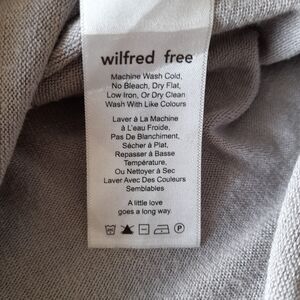 wilfred free
Machine Wash Cold,
No Bleach, Dry Flat,
Low Iron, Or Dry Clean
Wash With Like Colours
Laver à La Machine
à L'eau Froide,
Pas De Blanchiment,
Sécher à Plat,
Repasser à Basse
Température,
Ou Nettoyer à Sec
Laver Avec Des Couleurs
Semblables
A little love
goes a long way.
P